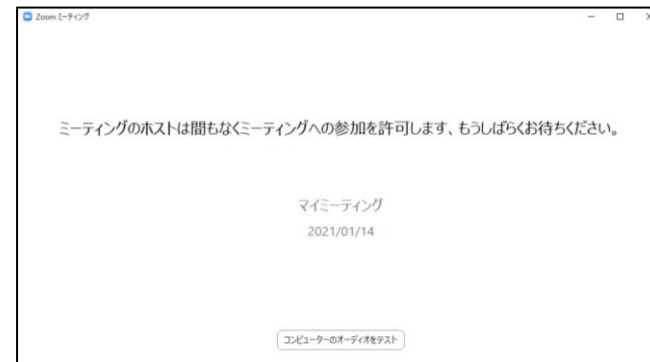 Zoom ミーティング
ミーティングのホストは間もなくミーティングへの参加を許可します、もうしばらくお待ちください。
マイミーティング
2021/01/14
コンピューターのオーディオをテスト